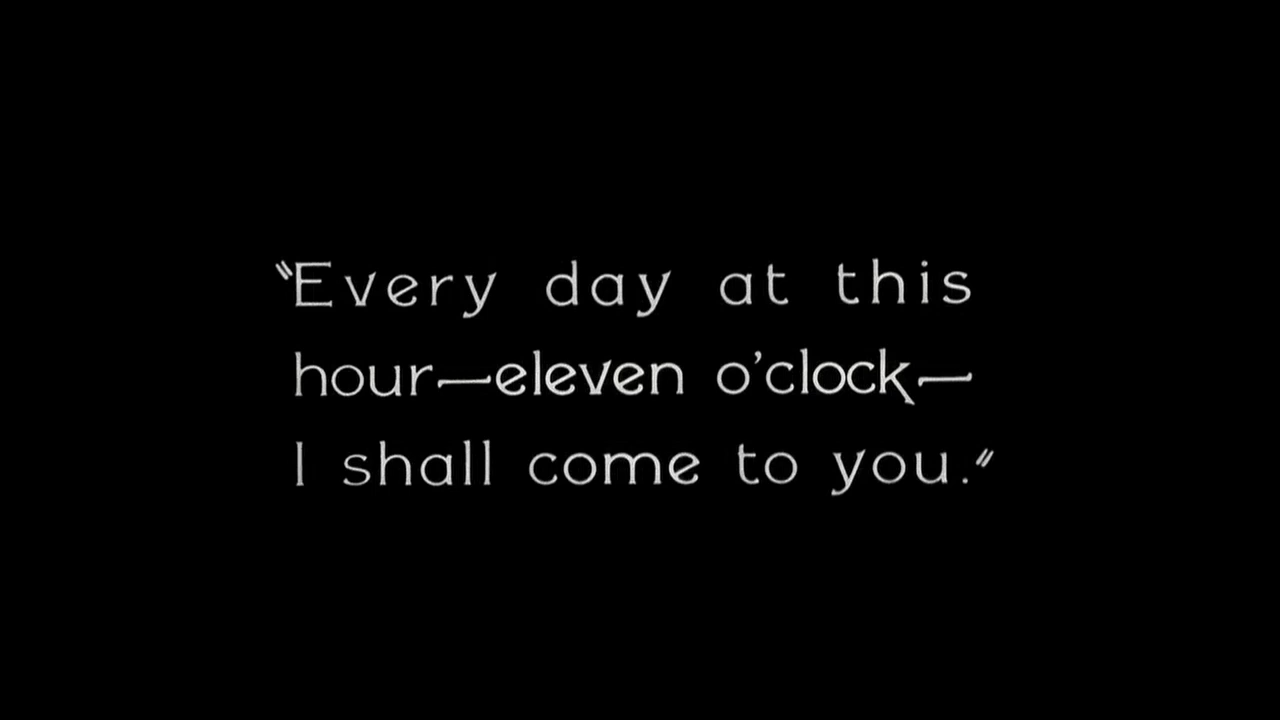 “Every day at this
hour—eleven o’clock—
I shall come to you.”